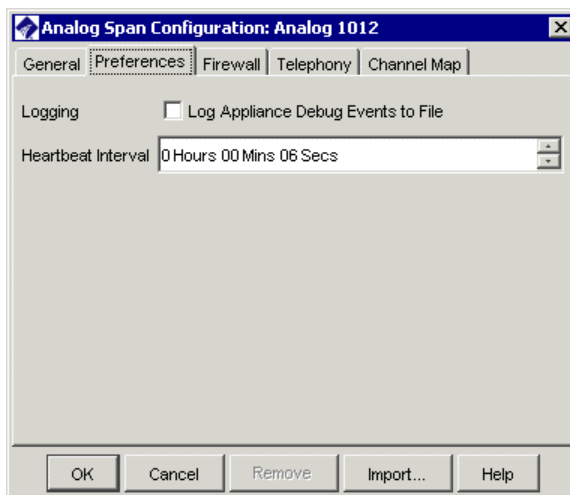 Analog Span Configuration: Analog 1012
General Preferences Firewall Telephony Channel Map
Logging Log Appliance Debug Events to File
Heartbeat Interval 0 Hours 00 Mins 06 Secs
OK Cancel Remove Import... Help